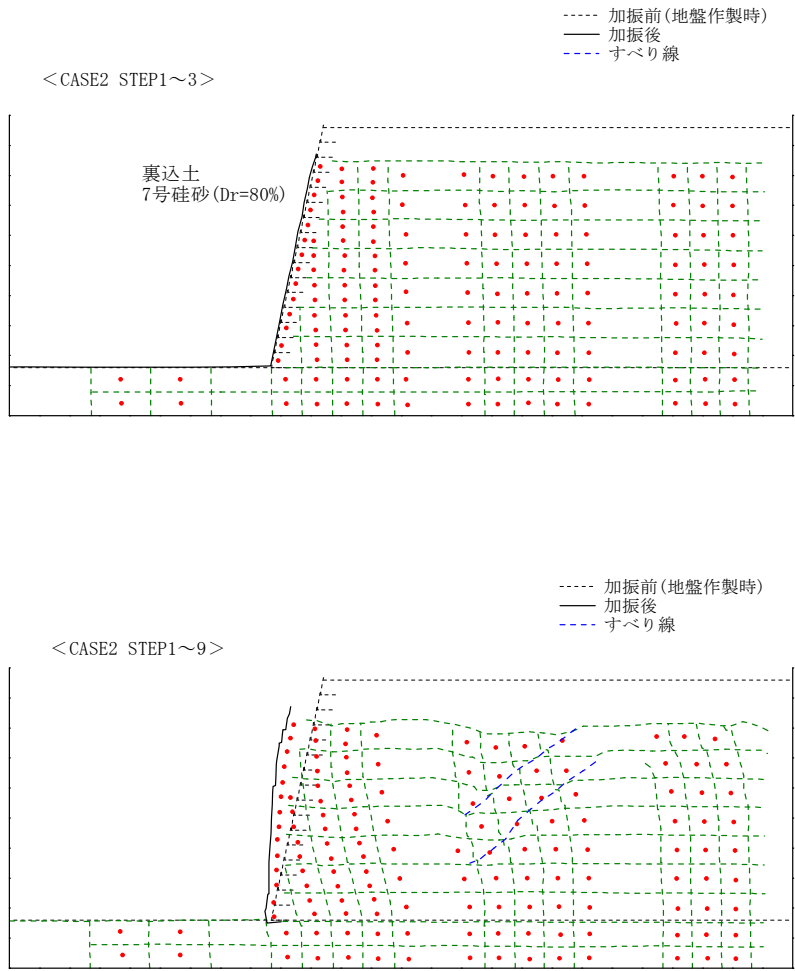 加振前(地盤作製時)
加振後
すべり線
＜CASE2 STEP1～3＞
裏込土
7号硅砂(Dr=80%)
加振前(地盤作製時)
加振後
すべり線
＜CASE2 STEP1～9＞